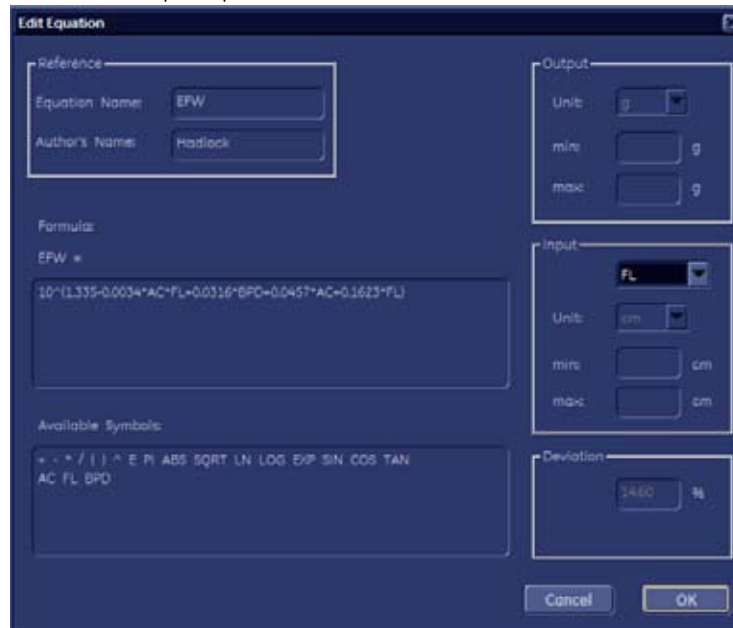 Edit Equation
Reference
Equation Name: EFW
Author's Name: Hadlock
Formula:
EFW =
10^(1.335-0.0034*AC*FL+0.0316*BPD+0.0457*AC+0.1623*FL)
Available Symbols:
+ - * / ( ) ^ E PI ABS SQRT LN LOG EXP SIN COS TAN
AC FL BPD
Output
Unit: g
min: g
max: g
Input
FL
Unit: cm
min: cm
max: cm
Deviation
14.60 %
Cancel OK